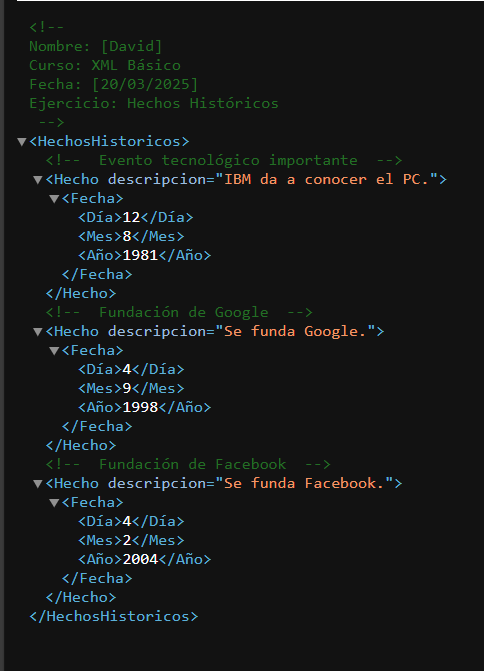 <!--
Nombre: [David]
Curso: XML Básico
Fecha: [20/03/2025]
Ejercicio: Hechos Históricos
-->
<HechosHistoricos>
<!-- Evento tecnológico importante -->
<Hecho descripcion="IBM da a conocer el PC.">
<Fecha>
<Día>12</Día>
<Mes>8</Mes>
<Año>1981</Año>
</Fecha>
</Hecho>
<!-- Fundación de Google -->
<Hecho descripcion="Se funda Google.">
<Fecha>
<Día>4</Día>
<Mes>9</Mes>
<Año>1998</Año>
</Fecha>
</Hecho>
<!-- Fundación de Facebook -->
<Hecho descripcion="Se funda Facebook.">
<Fecha>
<Día>4</Día>
<Mes>2</Mes>
<Año>2004</Año>
</Fecha>
</Hecho>
</HechosHistoricos>